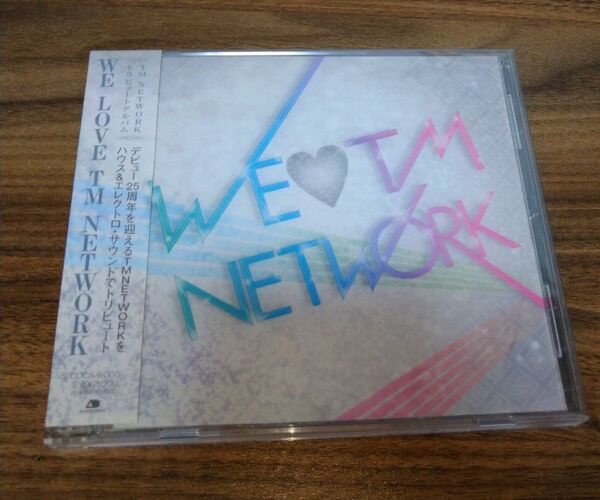 WE LOVE TM NETWORK
TM NETWORK
トリビュートアルバム
デビュー25周年を迎えるTM NETWORKを
ハウス&エレクトロ・サウンドでトリビュート
WE♥TM
NETWORK